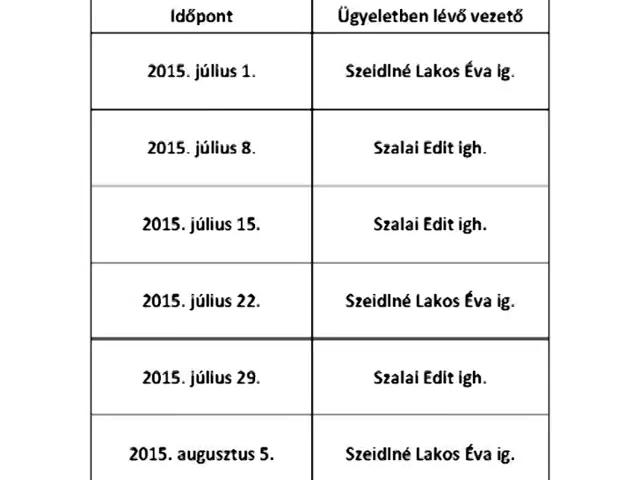 Időpont Ügyeletben lévő vezető
2015. július 1. Szeidlné Lakos Éva ig.
2015. július 8. Szalai Edit igh.
2015. július 15. Szalai Edit igh.
2015. július 22. Szeidlné Lakos Éva ig.
2015. július 29. Szalai Edit igh.
2015. augusztus 5. Szeidlné Lakos Éva ig.